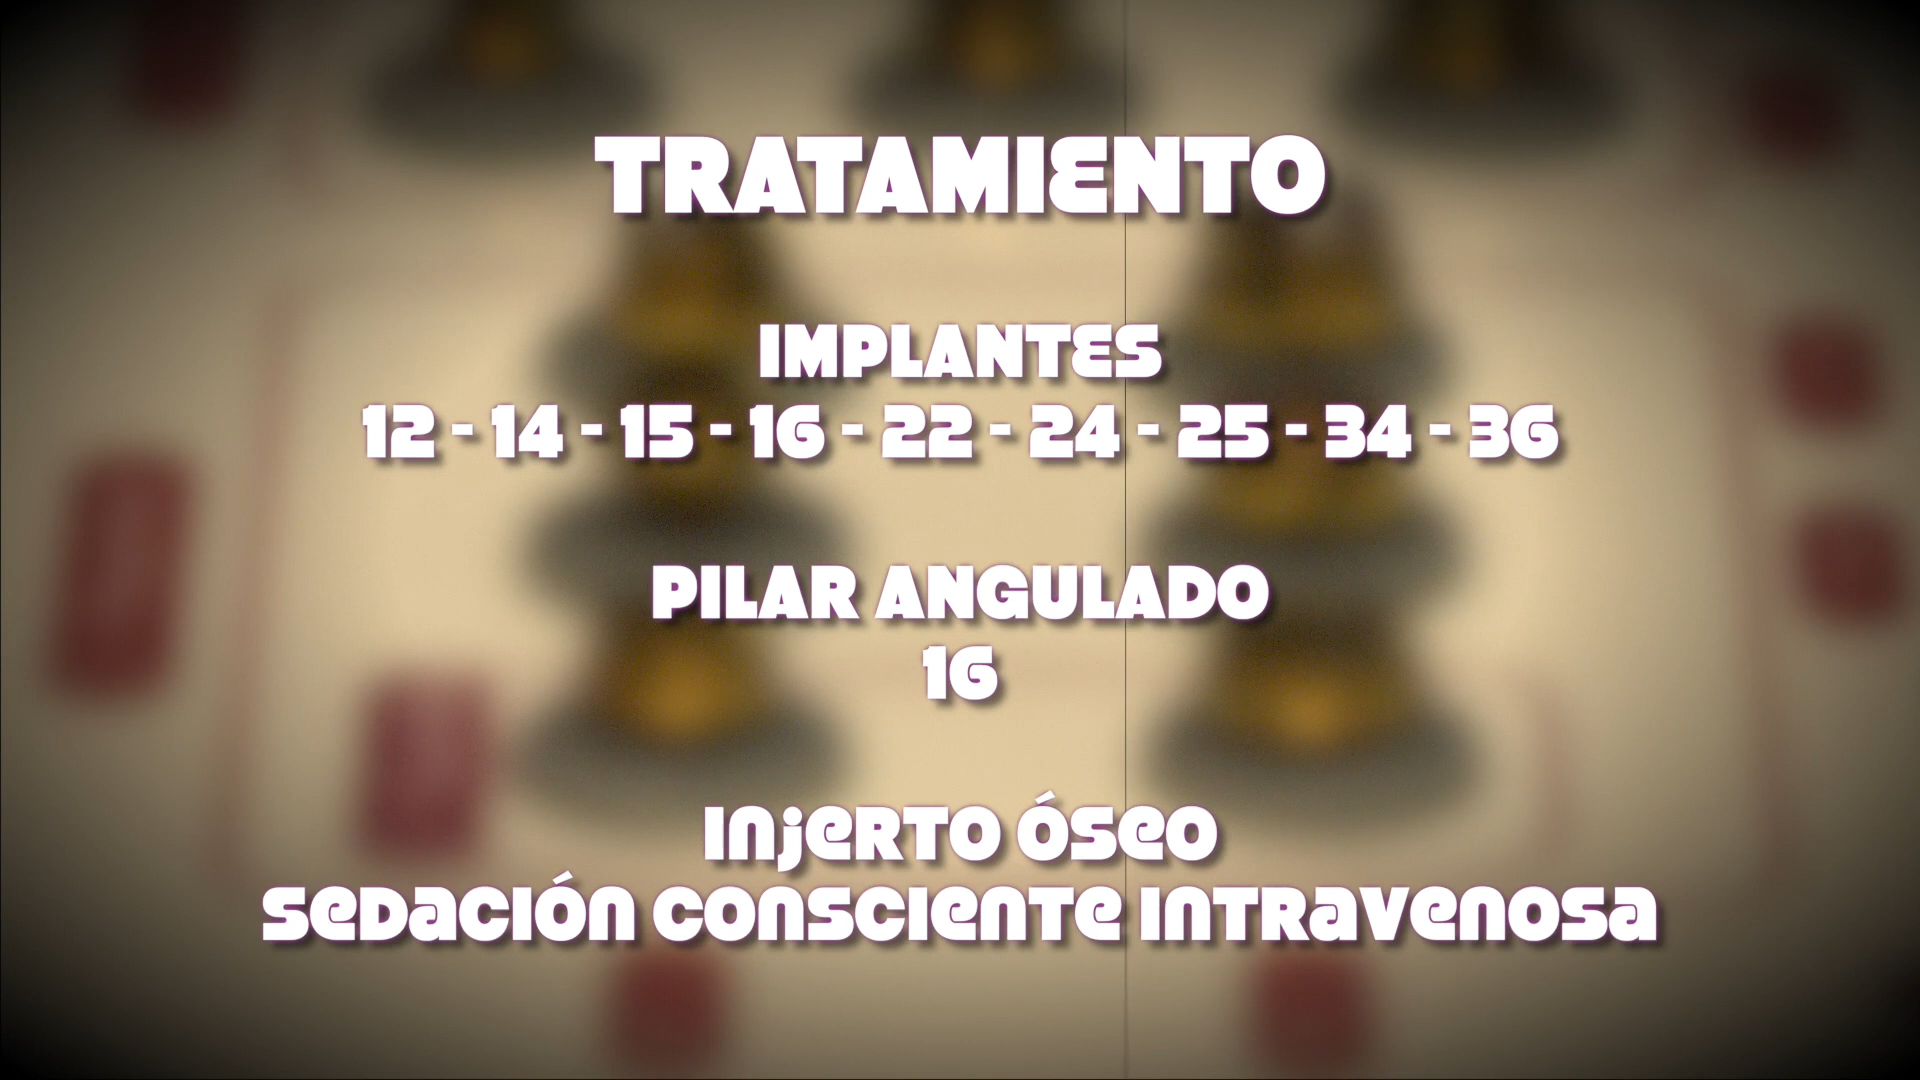 TRATAMIENTO
IMPLANTES
12 - 14 - 15 - 16 - 22 - 24 - 25 - 34 - 36
PILAR ANGULADO
16
Injerto óseo
Sedación consciente intravenosa